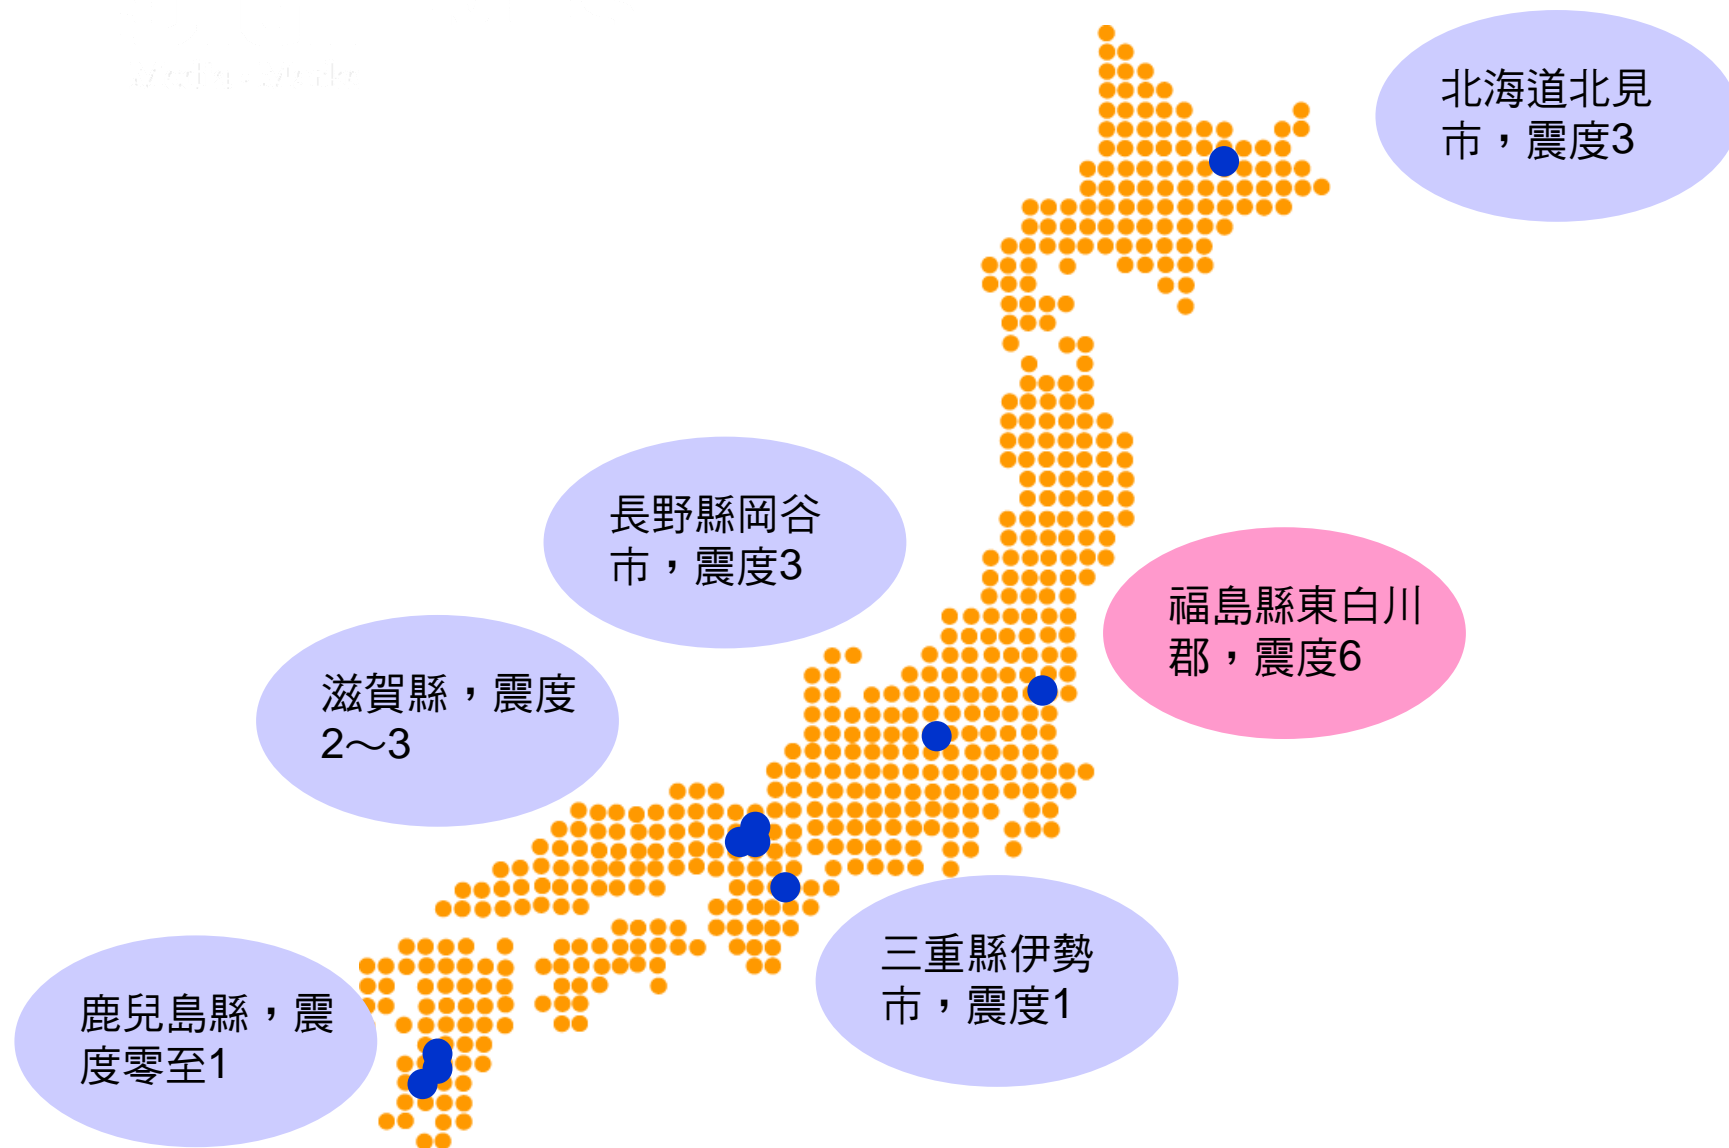 北海道北見
市，震度3
長野縣岡谷
市，震度3
福島縣東白川
郡，震度6
滋賀縣，震度
2～3
三重縣伊勢
市，震度1
鹿兒島縣，震
度零至1